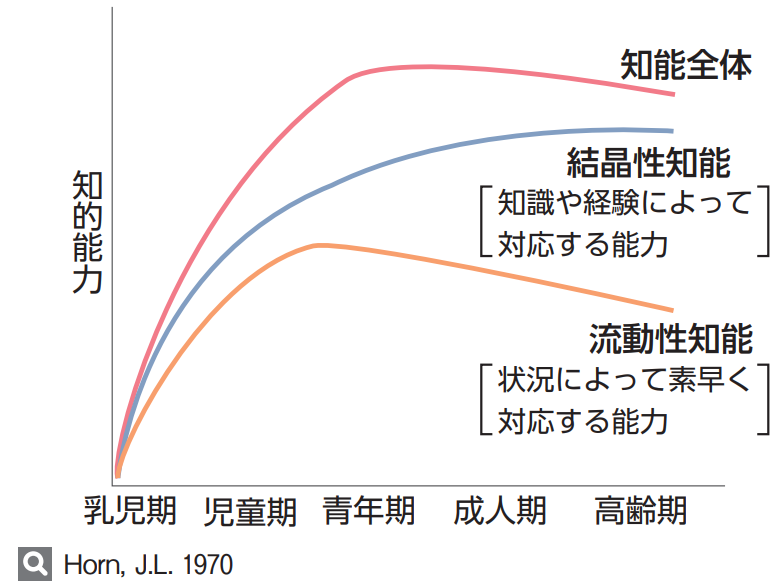 知的能力
知能全体
結晶性知能
[知識や経験によって
対応する能力]
流動性知能
[状況によって素早く
対応する能力]
乳児期 児童期 青年期 成人期 高齢期
Horn, J.L. 1970